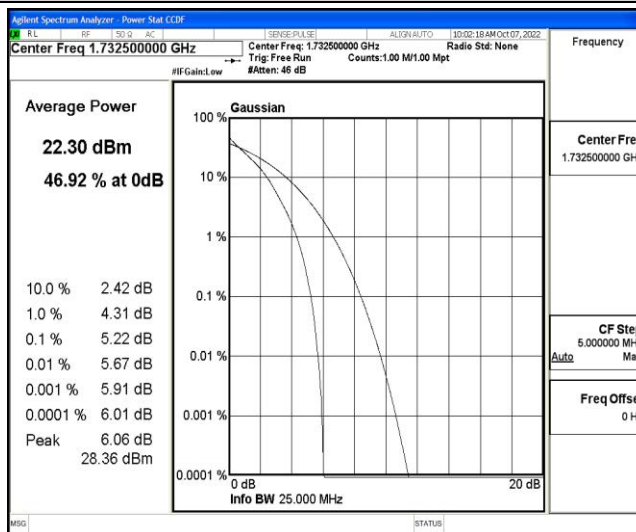 Agilent Spectrum Analyzer - Power Stat CCDF
RL RF 50 Ω AC SENSE:PULSE ALIGN AUTO 10:02:18 AM Oct 07, 2022
Center Freq 1.732500000 GHz
Center Freq: 1.732500000 GHz Radio Std: None
Trig: Free Run Counts:1.00 M/1.00 Mpt
#IFGain:Low #Atten: 46 dB
Frequency
Average Power
22.30 dBm
46.92 % at 0dB
10.0 % 2.42 dB
1.0 % 4.31 dB
0.1 % 5.22 dB
0.01 % 5.67 dB
0.001 % 5.91 dB
0.0001 % 6.01 dB
Peak 6.06 dB
28.36 dBm
Gaussian
100 %
10 %
1 %
0.1 %
0.01 %
0.001 %
0.0001 %
0 dB 20 dB
Info BW 25.000 MHz
Center Fre
1.732500000 GH
CF Ste
5.000000 MH
Auto Ma
Freq Offse
0 H
MSG STATUS